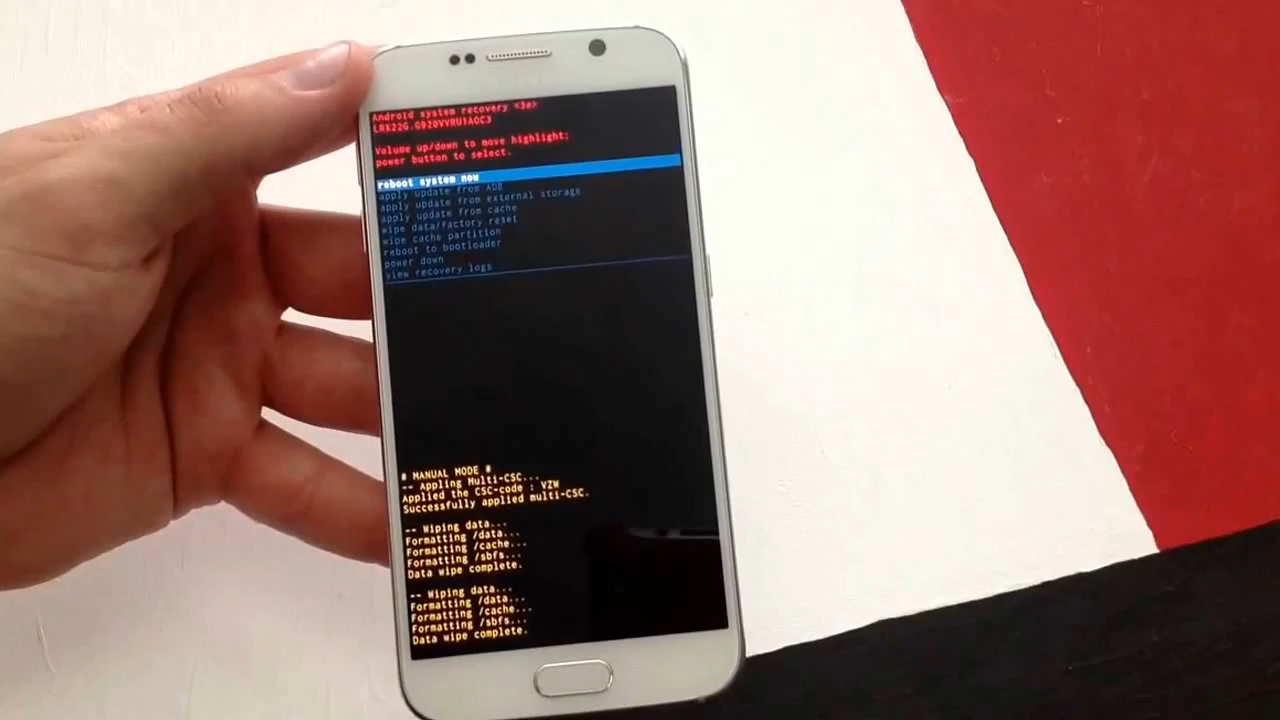 Android system recovery <3e>
LRX22G.G920VVRU1AOC3
Volume up/down to move highlight;
power button to select.
reboot system now
apply update from ADB
apply update from external storage
apply update from cache
wipe data/factory reset
wipe cache partition
reboot to bootloader
power down
view recovery logs
# MANUAL MODE #
-- Appling Multi-CSC...
Applied the CSC-code : VZW
Successfully applied multi-CSC.
-- Wiping data...
Formatting /data...
Formatting /cache...
Formatting /sbfs...
Data wipe complete.
-- Wiping data...
Formatting /data...
Formatting /cache...
Formatting /sbfs...
Data wipe complete.